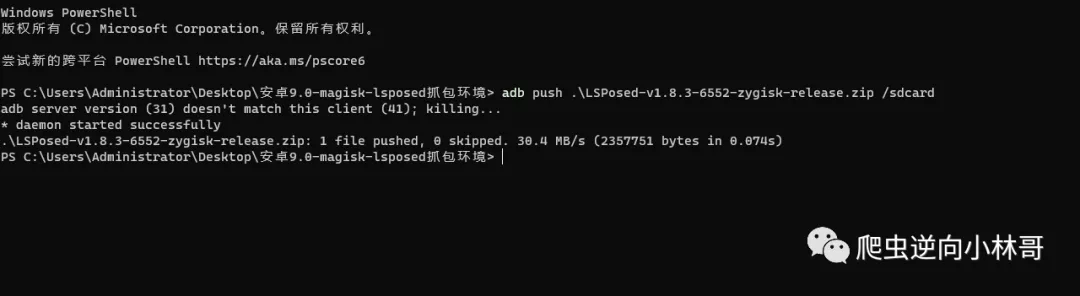 Windows PowerShell
版权所有 (C) Microsoft Corporation。保留所有权利。
尝试新的跨平台 PowerShell https://aka.ms/pscore6
PS C:\Users\Administrator\Desktop\安卓9.0-magisk-lsposed抓包环境> adb push .\LSPosed-v1.8.3-6552-zygisk-release.zip /sdcard
adb server version (31) doesn't match this client (41); killing...
* daemon started successfully
.\LSPosed-v1.8.3-6552-zygisk-release.zip: 1 file pushed, 0 skipped. 30.4 MB/s (2357751 bytes in 0.074s)
PS C:\Users\Administrator\Desktop\安卓9.0-magisk-lsposed抓包环境>
爬虫逆向小林哥